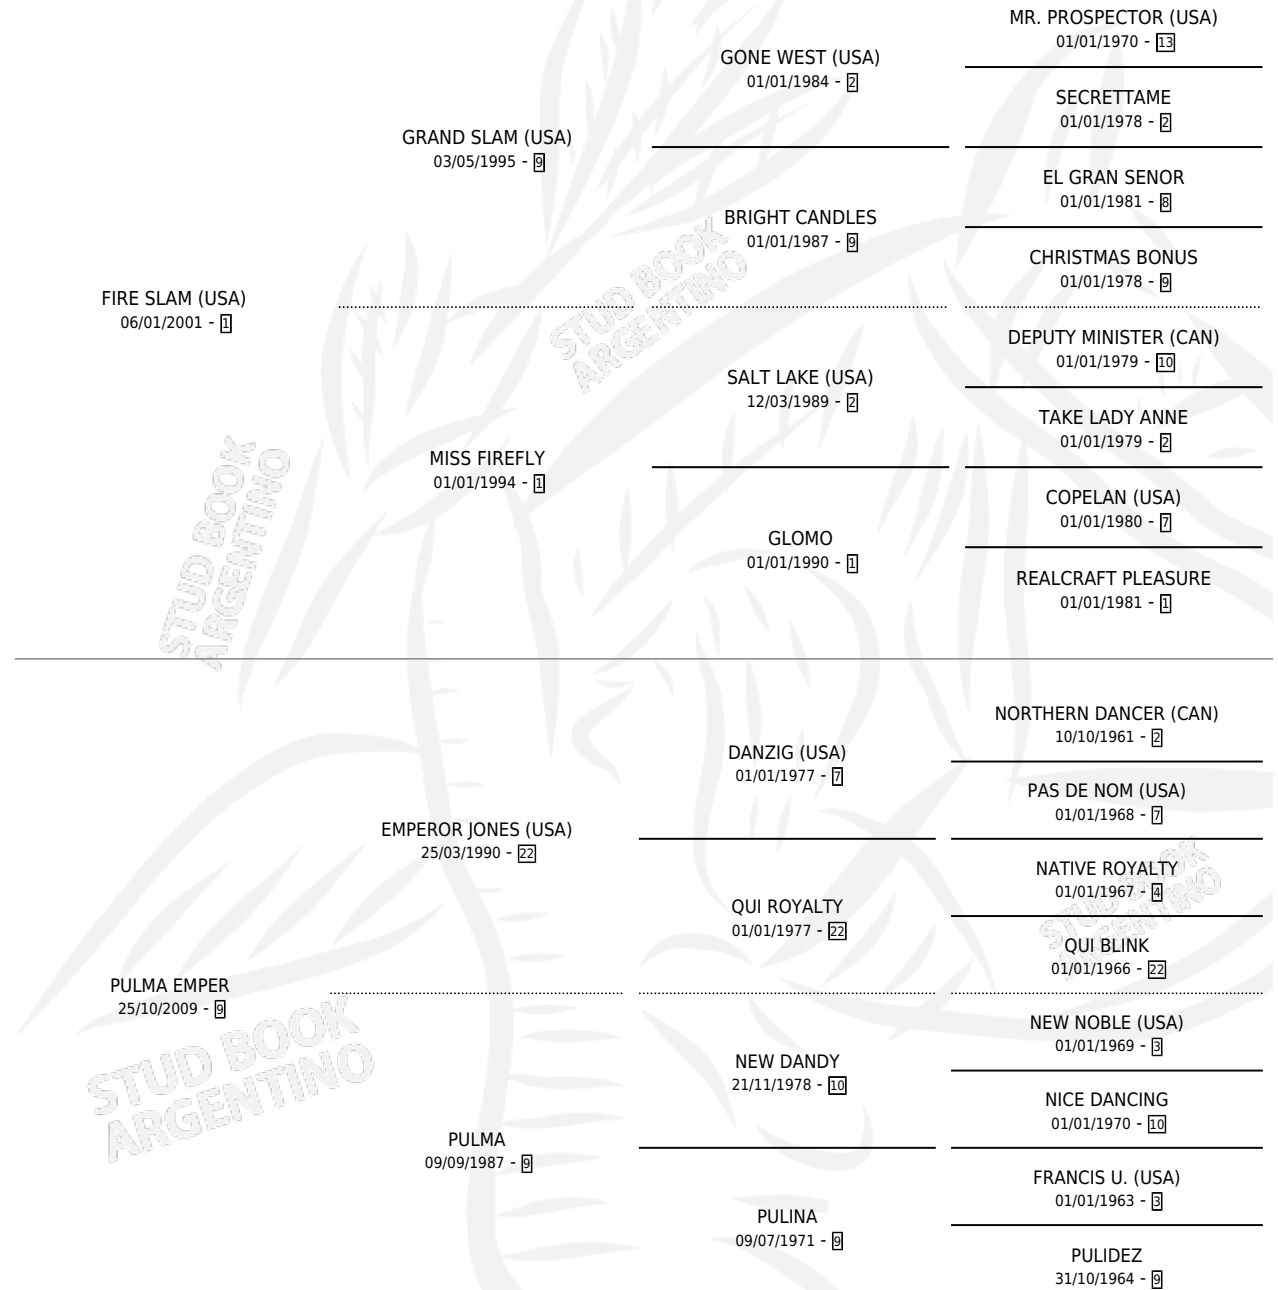 MR. PROSPECTOR (USA)
01/01/1970 - 13
GONE WEST (USA)
01/01/1984 - 2
SECRETTAME
01/01/1978 - 2
GRAND SLAM (USA)
03/05/1995 - 9
EL GRAN SENOR
01/01/1981 - 8
BRIGHT CANDLES
01/01/1987 - 9
CHRISTMAS BONUS
01/01/1978 - 9
FIRE SLAM (USA)
06/01/2001 - 1
DEPUTY MINISTER (CAN)
01/01/1979 - 10
SALT LAKE (USA)
12/03/1989 - 2
TAKE LADY ANNE
01/01/1979 - 2
MISS FIREFLY
01/01/1994 - 1
COPELAN (USA)
01/01/1980 - 7
GLOMO
01/01/1990 - 1
REALCRAFT PLEASURE
01/01/1981 - 1
NORTHERN DANCER (CAN)
10/10/1961 - 2
DANZIG (USA)
01/01/1977 - 7
PAS DE NOM (USA)
01/01/1968 - 7
EMPEROR JONES (USA)
25/03/1990 - 22
NATIVE ROYALTY
01/01/1967 - 4
QUI ROYALTY
01/01/1977 - 22
QUI BLINK
01/01/1966 - 22
PULMA EMPER
25/10/2009 - 9
NEW NOBLE (USA)
01/01/1969 - 3
NEW DANDY
21/11/1978 - 10
NICE DANCING
01/01/1970 - 10
PULMA
09/09/1987 - 9
FRANCIS U. (USA)
01/01/1963 - 3
PULINA
09/07/1971 - 9
PULIDEZ
31/10/1964 - 9
STUD BOOK
ARGENTINO
STUD BOOK
ARGENTINO
STUD BOOK
ARGENTINO
STUD BOOK
ARGENTINO